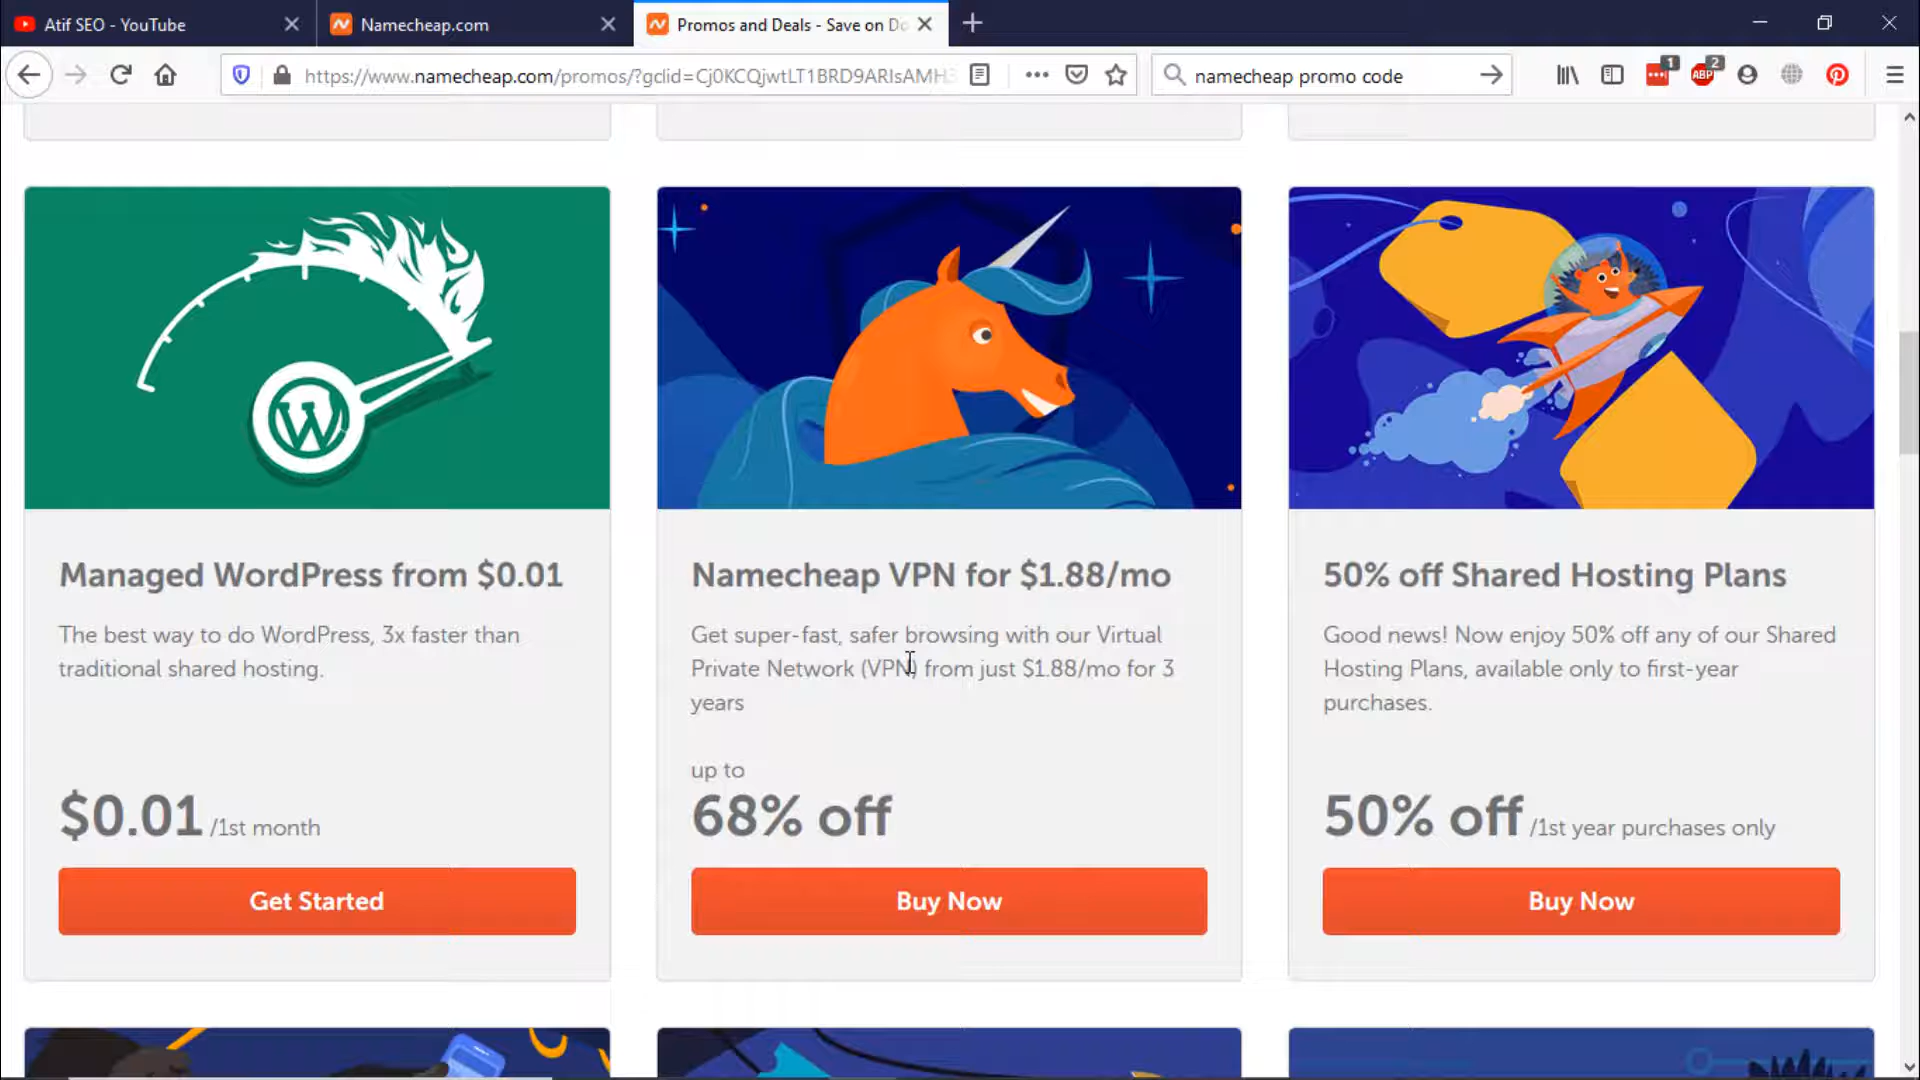 Atif SEO - YouTube
Namecheap.com
Promos and Deals - Save on Do
https://www.namecheap.com/promos/?gclid=Cj0KCQjwtLT1BRD9ARIsAMH3
namecheap promo code
1
ABP
2
W
Managed WordPress from $0.01
The best way to do WordPress, 3x faster than
traditional shared hosting.
$0.01 /1st month
Get Started
Namecheap VPN for $1.88/mo
Get super-fast, safer browsing with our Virtual
Private Network (VPN) from just $1.88/mo for 3
years
up to
68% off
Buy Now
50% off Shared Hosting Plans
Good news! Now enjoy 50% off any of our Shared
Hosting Plans, available only to first-year
purchases.
50% off /1st year purchases only
Buy Now